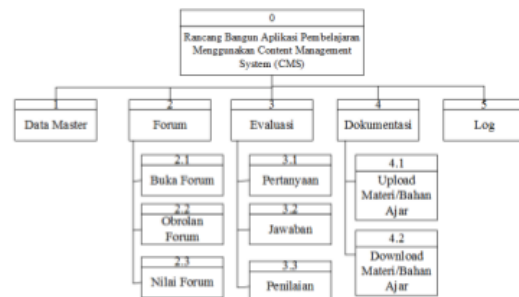 0
Rancang Bangun Aplikasi Pembelajaran
Menggunakan Content Management
System (CMS)
1
Data Master
2
Forum
3
Evaluasi
4
Dokumentasi
5
Log
2.1
Buka Forum
2.2
Obrolan
Forum
2.3
Nilai Forum
3.1
Pertanyaan
3.2
Jawaban
3.3
Penilaian
4.1
Upload
Materi/Bahan
Ajar
4.2
Download
Materi/Bahan
Ajar